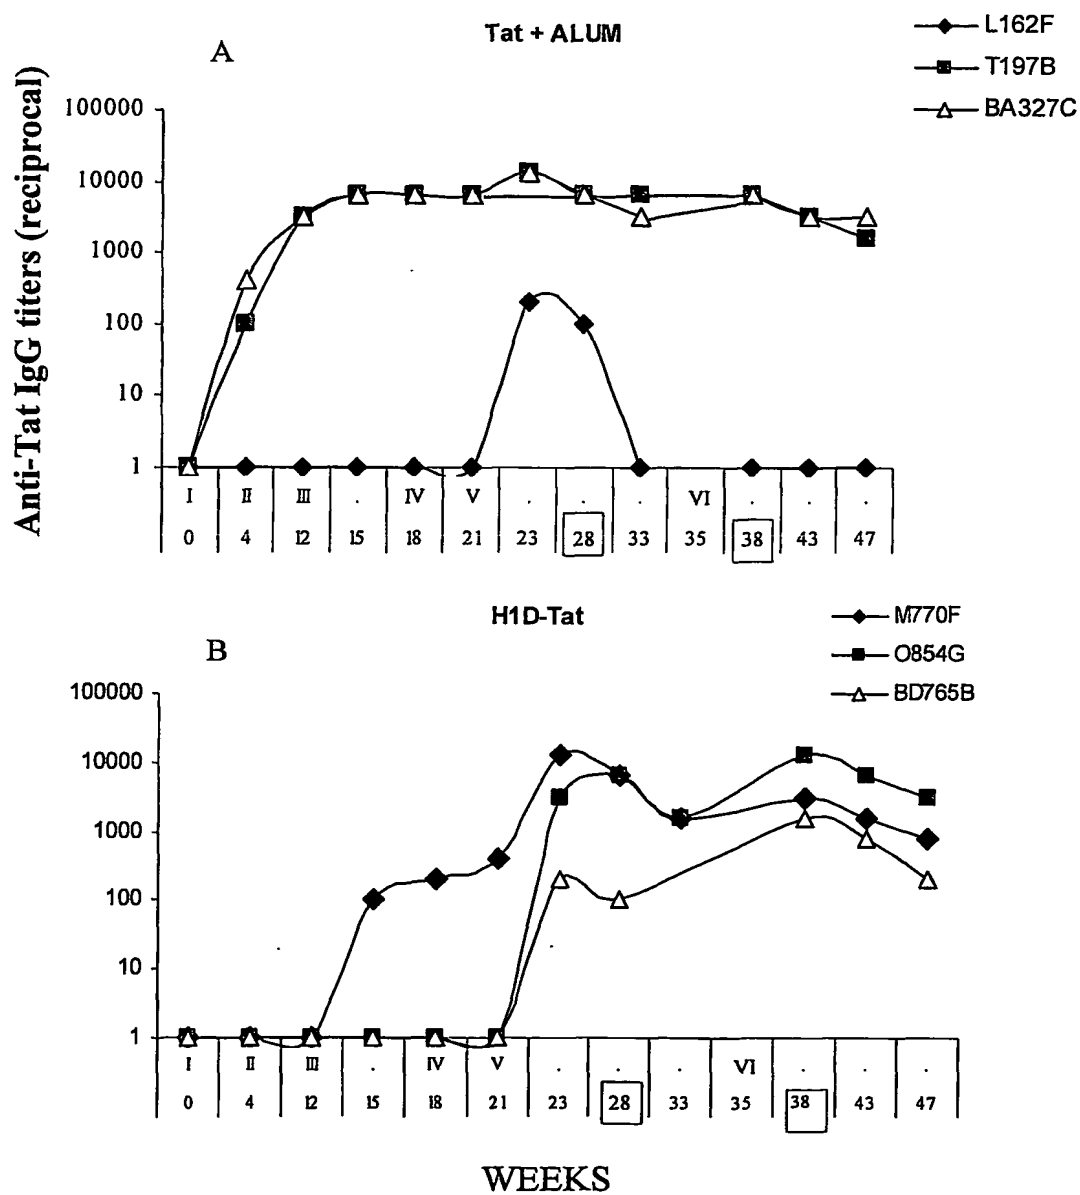 A
Tat + ALUM
L162F
T197B
BA327C
Anti-Tat IgG titers (reciprocal)
100000
10000
1000
100
10
1
I II III . IV V . . . VI . . .
0 4 12 15 18 21 23 28 33 35 38 43 47
H1D-Tat
B
M770F
O854G
BD765B
100000
10000
1000
100
10
1
I II III . IV V . . . VI . . .
0 4 12 15 18 21 23 28 33 35 38 43 47
WEEKS